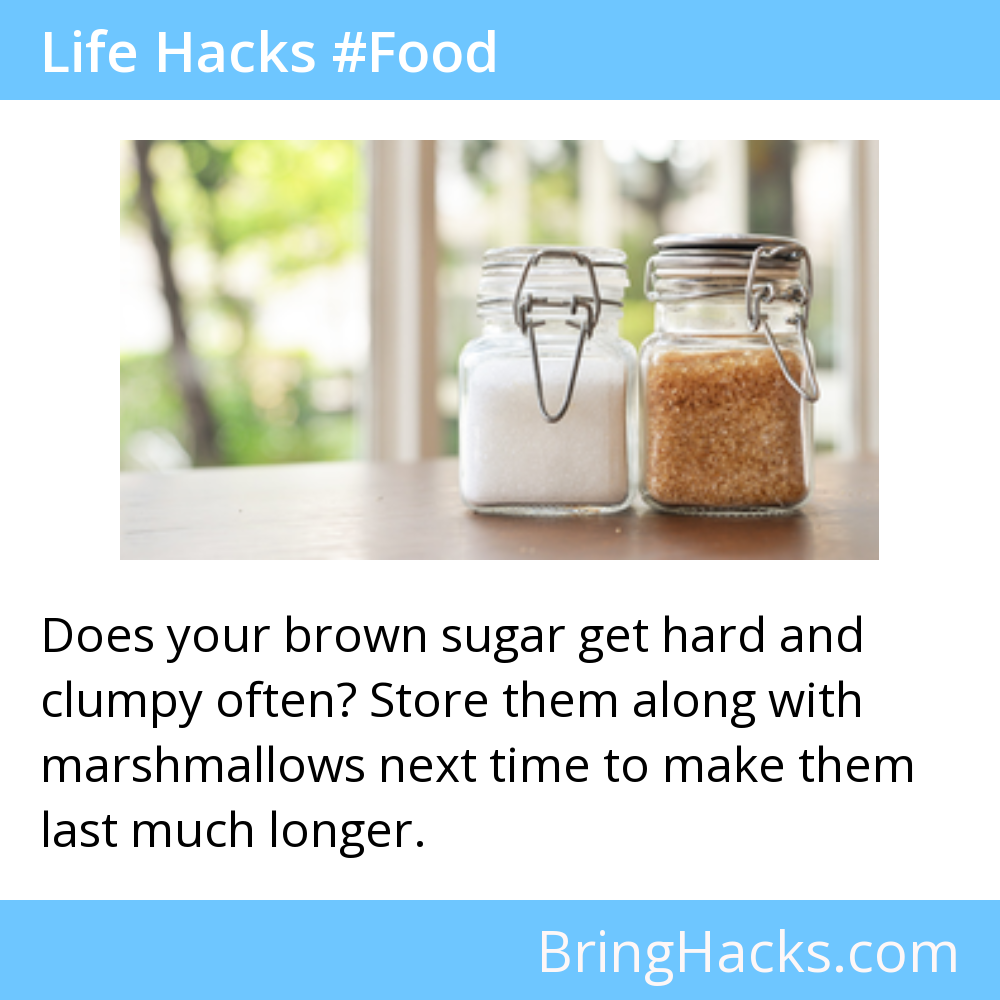 Life Hacks #Food
Does your brown sugar get hard and
clumpy often? Store them along with
marshmallows next time to make them
last much longer.
BringHacks.com